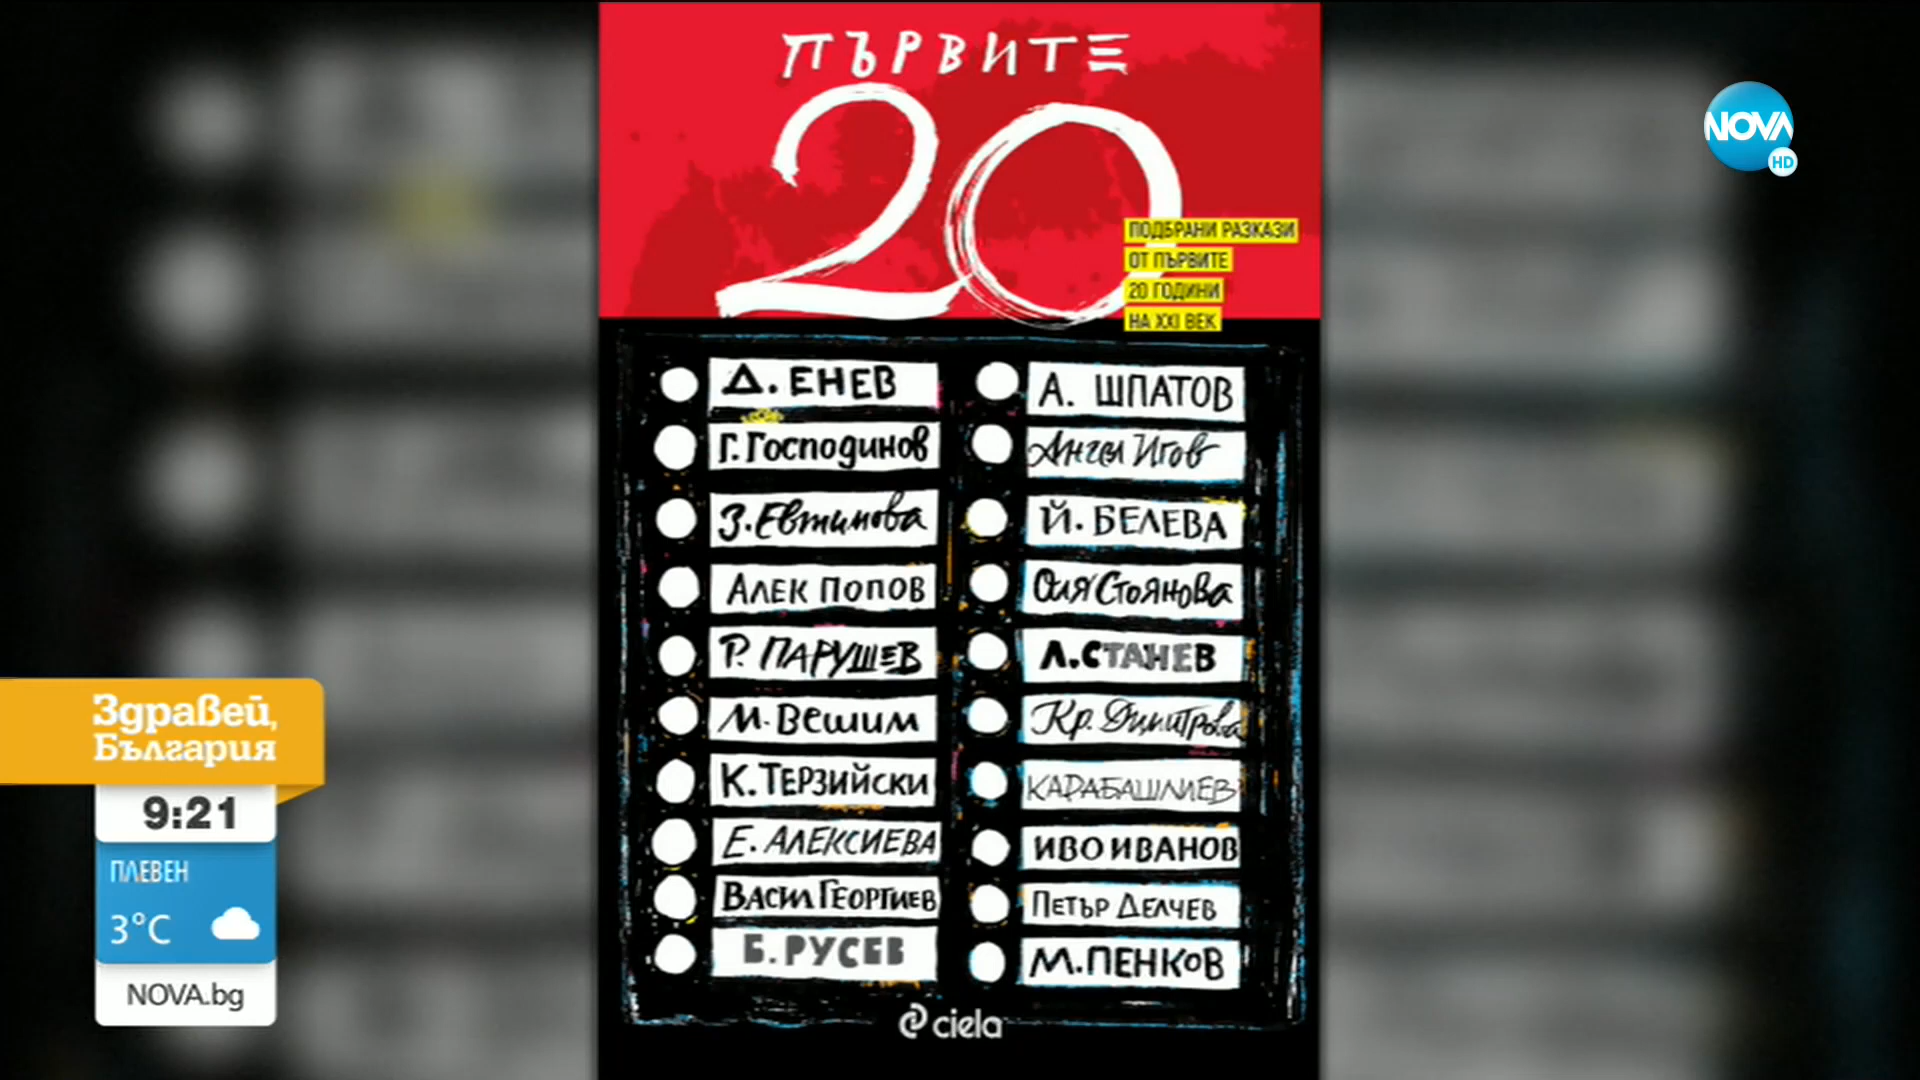 ПЪРВИТЕ
20
ПОДБРАНИ РАЗКАЗИ
ОТ ПЪРВИТЕ
20 ГОДИНИ
НА XXI ВЕК
Д. ЕНЕВ
Г. Господинов
З. Евтимова
АЛЕК ПОПОВ
Р. ПАРУШЕВ
М. Вешим
К. ТЕРЗИЙСКИ
Е. АЛЕКСИЕВА
ВАСИЛ ГЕОРГИЕВ
Б. РУСЕВ
А. ШПАТОВ
Ангел Игов
Й. БЕЛЕВА
Оля Стоянова
Л. СТАНЕВ
Кр. Димитрова
КАРАБАШЛИЕВ
ИВО ИВАНОВ
ПЕТЪР ДЕЛЧЕВ
М. ПЕНКОВ
ciela
NOVA
HD
Здравей,
България
9:21
ПЛЕВЕН
3°C
NOVA.bg